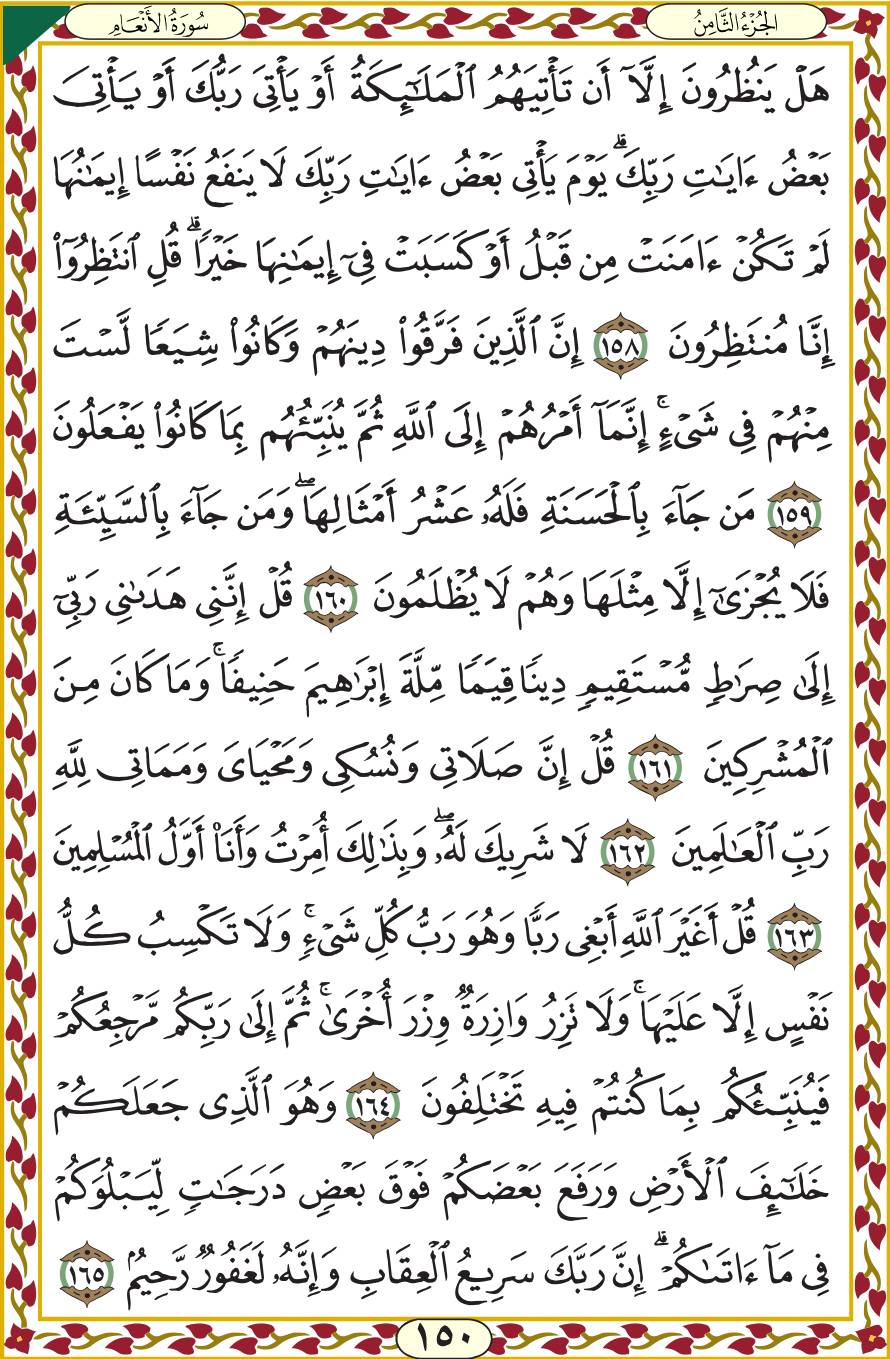 الجُزْءُ الثَّامِنُ
سُورَةُ الأَنْعَامِ
هَلْ يَنظُرُونَ إِلَّآ أَن تَأْتِيَهُمُ ٱلْمَلَـٰٓئِكَةُ أَوْ يَأْتِىَ رَبُّكَ أَوْ يَأْتِىَ
بَعْضُ ءَايَـٰتِ رَبِّكَ ۗ يَوْمَ يَأْتِى بَعْضُ ءَايَـٰتِ رَبِّكَ لَا يَنفَعُ نَفْسًا إِيمَـٰنُهَا
لَمْ تَكُنْ ءَامَنَتْ مِن قَبْلُ أَوْ كَسَبَتْ فِىٓ إِيمَـٰنِهَا خَيْرًا ۗ قُلِ ٱنتَظِرُوٓا۟
إِنَّا مُنتَظِرُونَ ١٥٨ إِنَّ ٱلَّذِينَ فَرَّقُوا۟ دِينَهُمْ وَكَانُوا۟ شِيَعًا لَّسْتَ
مِنْهُمْ فِى شَىْءٍ ۚ إِنَّمَآ أَمْرُهُمْ إِلَى ٱللَّهِ ثُمَّ يُنَبِّئُهُم بِمَا كَانُوا۟ يَفْعَلُونَ
١٥٩ مَن جَآءَ بِٱلْحَسَنَةِ فَلَهُۥ عَشْرُ أَمْثَالِهَا ۖ وَمَن جَآءَ بِٱلسَّيِّئَةِ
فَلَا يُجْزَىٰٓ إِلَّا مِثْلَهَا وَهُمْ لَا يُظْلَمُونَ ١٦٠ قُلْ إِنَّنِى هَدَىٰنِى رَبِّىٓ
إِلَىٰ صِرَٰطٍ مُّسْتَقِيمٍ دِينًا قِيَمًا مِّلَّةَ إِبْرَٰهِيمَ حَنِيفًا ۚ وَمَا كَانَ مِنَ
ٱلْمُشْرِكِينَ ١٦١ قُلْ إِنَّ صَلَاتِى وَنُسُكِى وَمَحْيَاىَ وَمَمَاتِى لِلَّهِ
رَبِّ ٱلْعَـٰلَمِينَ ١٦٢ لَا شَرِيكَ لَهُۥ ۖ وَبِذَٰلِكَ أُمِرْتُ وَأَنَا۠ أَوَّلُ ٱلْمُسْلِمِينَ
١٦٣ قُلْ أَغَيْرَ ٱللَّهِ أَبْغِى رَبًّا وَهُوَ رَبُّ كُلِّ شَىْءٍ ۚ وَلَا تَكْسِبُ كُلُّ
نَفْسٍ إِلَّا عَلَيْهَا ۚ وَلَا تَزِرُ وَازِرَةٌ وِزْرَ أُخْرَىٰ ۚ ثُمَّ إِلَىٰ رَبِّكُم مَّرْجِعُكُمْ
فَيُنَبِّئُكُم بِمَا كُنتُمْ فِيهِ تَخْتَلِفُونَ ١٦٤ وَهُوَ ٱلَّذِى جَعَلَكُمْ
خَلَـٰٓئِفَ ٱلْأَرْضِ وَرَفَعَ بَعْضَكُمْ فَوْقَ بَعْضٍ دَرَجَـٰتٍ لِّيَبْلُوَكُمْ
فِى مَآ ءَاتَىٰكُمْ ۗ إِنَّ رَبَّكَ سَرِيعُ ٱلْعِقَابِ وَإِنَّهُۥ لَغَفُورٌ رَّحِيمٌۢ ١٦٥
١٥٠